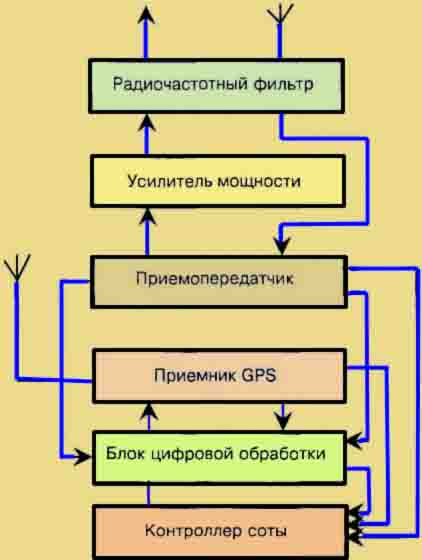 Радиочастотный фильтр
Усилитель мощности
Приемопередатчик
Приемник GPS
Блок цифровой обработки
Контроллер соты